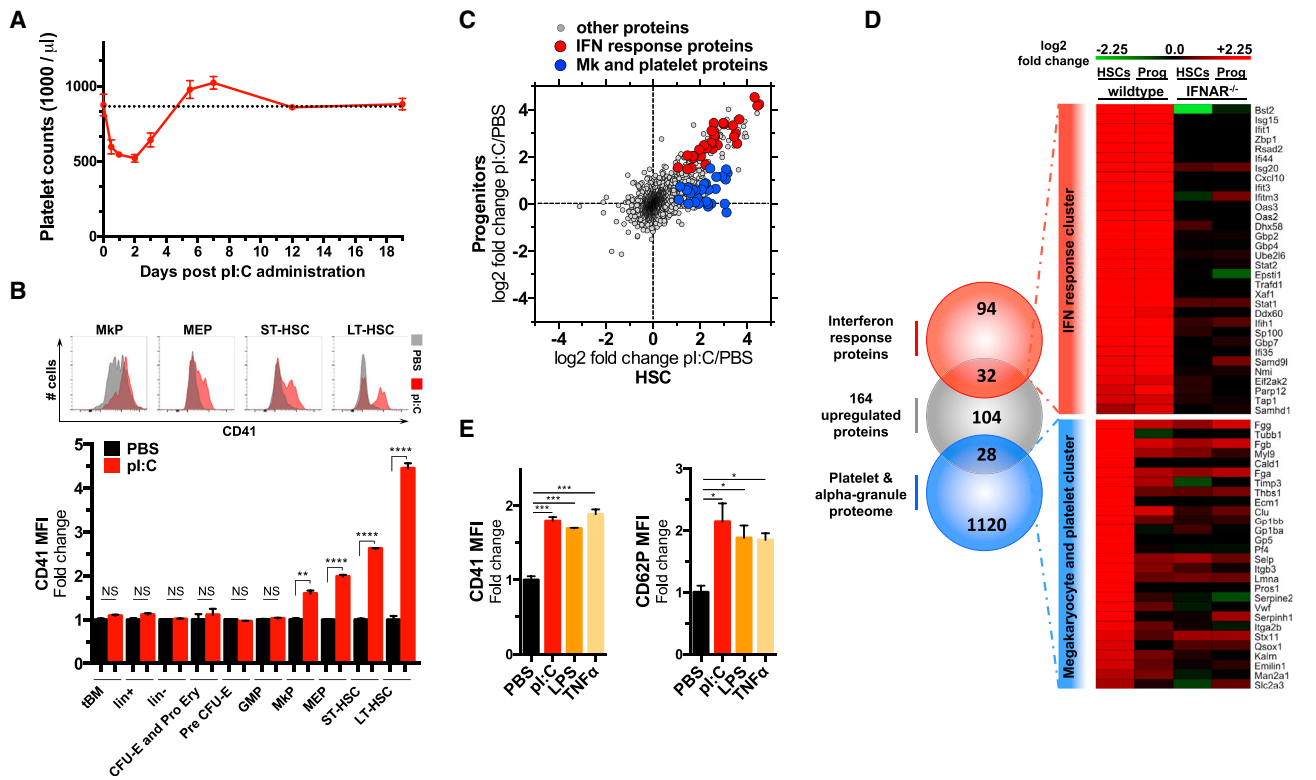 A
Platelet counts (1000 / µl)
1000
500
0
0 2 4 6 8 10 12 14 16 18
Days post pI:C administration
B
MkP MEP ST-HSC LT-HSC
# cells
CD41
PBS
pI:C
PBS
pI:C
CD41 MFI
Fold change
5
4
3
2
1
0
NS NS NS NS NS NS ** **** **** ****
tBM lin+ lin- CFU-E and Pro Ery Pre CFU-E GMP MkP MEP ST-HSC LT-HSC
C
other proteins
IFN response proteins
Mk and platelet proteins
Progenitors
log2 fold change pI:C/PBS
4
2
0
-2
-4
-4 -2 0 2 4
log2 fold change pI:C/PBS
HSC
D
log2
fold change
-2.25 0.0 +2.25
HSCs Prog HSCs Prog
wildtype IFNAR-/-
Interferon
response
proteins
94
32
164
upregulated
proteins
104
28
Platelet &
alpha-granule
proteome
1120
IFN response cluster
Bst2
Isg15
Ifit1
Zbp1
Rsad2
Ifi44
Isg20
Cxcl10
Ifit3
Ifitm3
Oas3
Oas2
Dhx58
Gbp2
Gbp4
Ube2l6
Stat2
Epsti1
Trafd1
Xaf1
Stat1
Ddx60
Ifih1
Sp100
Gbp7
Ifi35
Samd9l
Nmi
Eif2ak2
Parp12
Tap1
Samhd1
Megakaryocyte and platelet cluster
Fgg
Tubb1
Fgb
Myl9
Cald1
Fga
Timp3
Thbs1
Ecm1
Clu
Gp1bb
Gp1ba
Gp5
Pf4
Selp
Itgb3
Lmna
Pros1
Serpine2
Vwf
Serpinh1
Itga2b
Stx11
Qsox1
Kalrn
Emilin1
Man2a1
Slc2a3
E
CD41 MFI
Fold change
2
1
0
***
***
***
PBS pI:C LPS TNFα
CD62P MFI
Fold change
3
2
1
0
*
*
*
PBS pI:C LPS TNFα